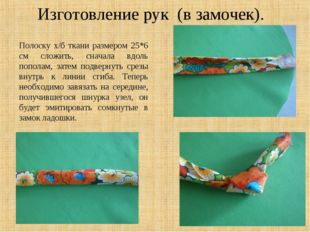 Изготовление рук (в замочек).
Полоску х/б ткани размером 25*6
см сложить, сначала вдоль
пополам, затем подвернуть срезы
внутрь к линии сгиба. Теперь
необходимо завязать на середине,
получившегося шнурка узел, он
будет эмитировать сомкнутые в
замок ладошки.